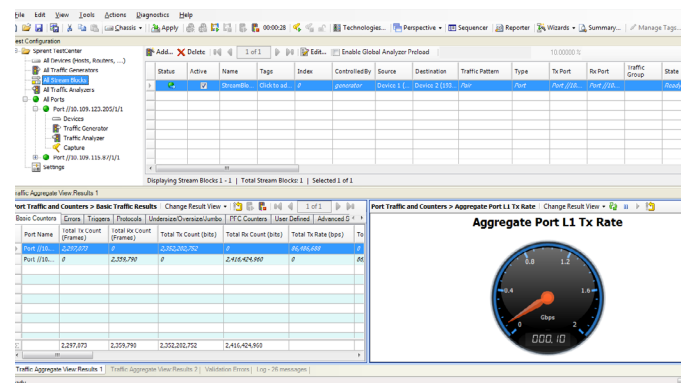 File Edit View Tools Actions Diagnostics Help
Chassis Apply 00:00:28 Technologies... Perspective Sequencer Reporter Wizards Summary... Manage Tags...
Test Configuration
Spirent TestCenter
All Devices (Hosts, Routers, ...)
All Traffic Generators
All Stream Blocks
All Traffic Analyzers
All Ports
Port //10.109.123.205/1/1
Devices
Traffic Generator
Traffic Analyzer
Capture
Port //10.109.115.87/1/1
Settings
Add... Delete 1 of 1 Edit... Enable Global Analyzer Preload 10.00000 %
Status Active Name Tags Index Controlled By Source Destination Traffic Pattern Type Tx Port Rx Port Traffic Group State
StreamBlo... Click to ad... 0 generator Device 1 (... Device 2 (193... Pair Port Port //10... Port //10... Ready
Displaying Stream Blocks 1 - 1 | Total Stream Blocks: 1 | Selected 1 of 1
Traffic Aggregate View:Results 1
Port Traffic and Counters > Basic Traffic Results Change Result View 1 of 1
Basic Counters Errors Triggers Protocols Undersize/Oversize/Jumbo PFC Counters User Defined Advanced S
Port Name Total Tx Count (Frames) Total Rx Count (Frames) Total Tx Count (bits) Total Rx Count (bits) Total Tx Rate (bps) To
Port //10.... 2,297,073 0 2,352,202,752 0 86,486,688 0
Port //10.... 0 2,359,790 0 2,416,424,960 0
2,297,073 2,359,790 2,352,202,752 2,416,424,960
Port Traffic and Counters > Aggregate Port L1 Tx Rate Change Result View
Aggregate Port L1 Tx Rate
0.8 1.2
0.4 1.6
0 Gbps 2
000.10
Traffic Aggregate View:Results 1 Traffic Aggregate View:Results 2 Validation Errors Log - 26 messages